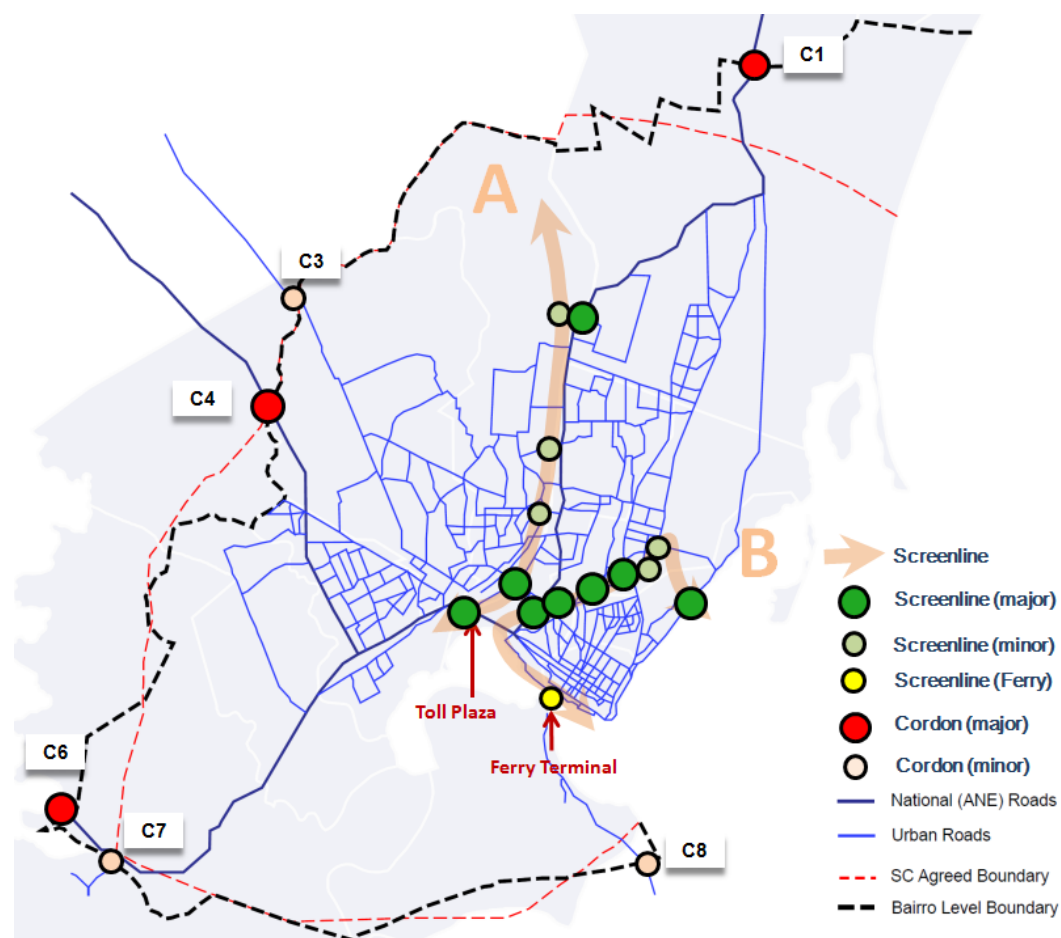 C1
A
C3
C4
B
Screenline
Screenline (major)
Screenline (minor)
Screenline (Ferry)
Toll Plaza
Cordon (major)
C6
Ferry Terminal
Cordon (minor)
National (ANE) Roads
C7
Urban Roads
C8
SC Agreed Boundary
Bairro Level Boundary